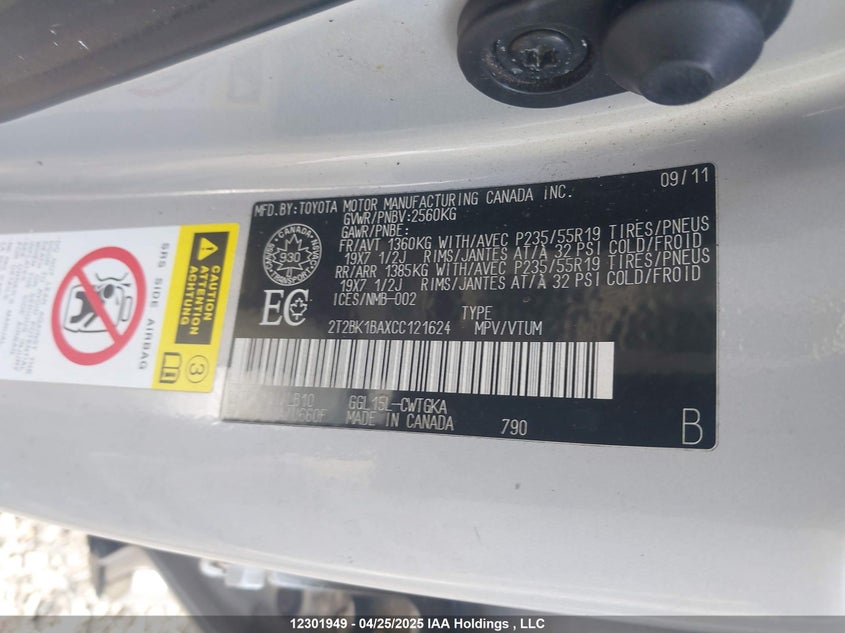 MFD.BY:TOYOTA MOTOR MANUFACTURING CANADA INC. 09/11
GVWR/PNBV:2560KG
GAWR/PNBE:
FR/AVT 1360KG WITH/AVEC P235/55R19 TIRES/PNEUS
19X7 1/2J RIMS/JANTES AT/À 32 PSI COLD/FROID
RR/ARR 1385KG WITH/AVEC P235/55R19 TIRES/PNEUS
19X7 1/2J RIMS/JANTES AT/À 32 PSI COLD/FROID
ICES/NMB-002
TYPE
2T2BK1BAXCC121624 MPV/VTUM
CANADA
930
TRANSPORT
EC
GGL15L-CWTGKA
MADE IN CANADA 790
B
CAUTION
ATTENTION
ACHTUNG
3
SRS SIDE AIRBAG
12301949 - 04/25/2025 IAA Holdings , LLC